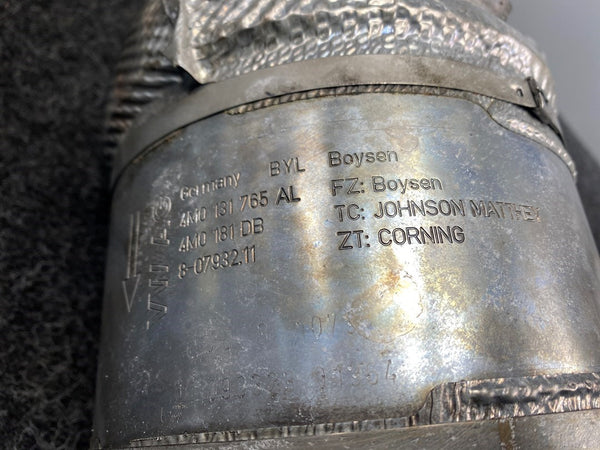 Germany BYL Boysen
4M0 131 765 AL FZ: Boysen
4M0 181 DB TC: JOHNSON MATTHEY
8-07932.11 ZT: CORNING